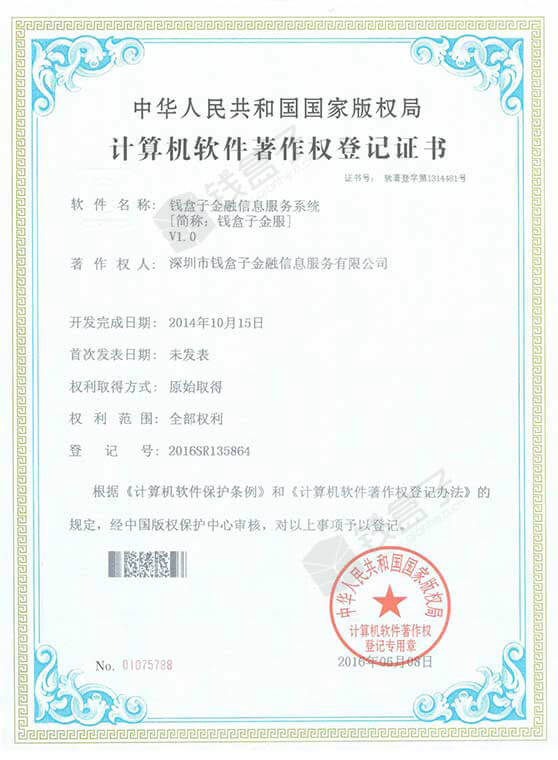 中华人民共和国国家版权局
计算机软件著作权登记证书
证书号： 软著登字第1314481号
软件名称： 钱盒子金融信息服务系统
[简称：钱盒子金服]
V1.0
著作权人： 深圳市钱盒子金融信息服务有限公司
开发完成日期： 2014年10月15日
首次发表日期： 未发表
权利取得方式： 原始取得
权利范围： 全部权利
登记号： 2016SR135864
根据《计算机软件保护条例》和《计算机软件著作权登记办法》的
规定，经中国版权保护中心审核，对以上事项予以登记。
中华人民共和国国家版权局
计算机软件著作权
登记专用章
2016年06月08日
No. 01075788
钱盒子
钱盒子